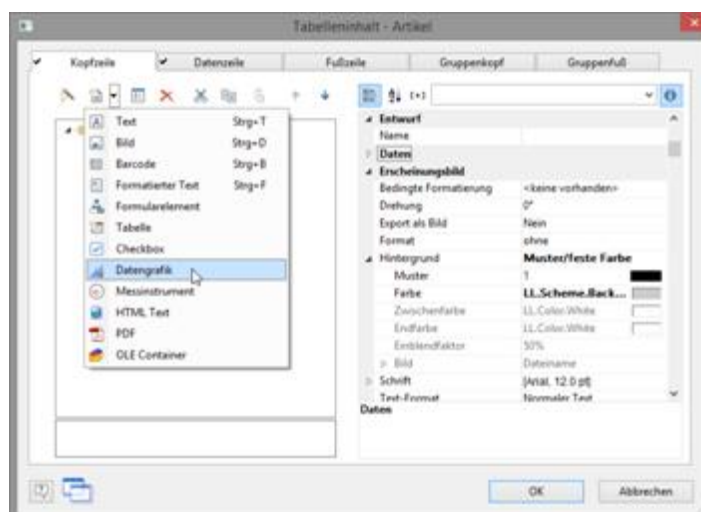 Tabelleninhalt - Artikel
Kopfzeile
Datenzeile
Fußzeile
Gruppenkopf
Gruppenfuß
Text Strg+T
Bild Strg+D
Barcode Strg+B
Formatierter Text Strg+F
Formularelement
Tabelle
Checkbox
Datengrafik
Messinstrument
HTML Text
PDF
OLE Container
Entwurf
Name
Daten
Erscheinungsbild
Bedingte Formatierung <keine vorhanden>
Drehung 0°
Export als Bild Nein
Format ohne
Hintergrund Muster/feste Farbe
Muster 1
Farbe LL.Scheme.Back...
Zwischenfarbe LL.Color.White
Endfarbe LL.Color.White
Einblendfaktor 50%
Bild Dateiname
Schrift [Arial, 12.0 pt]
Text-Format Normaler Text
Daten
OK
Abbrechen